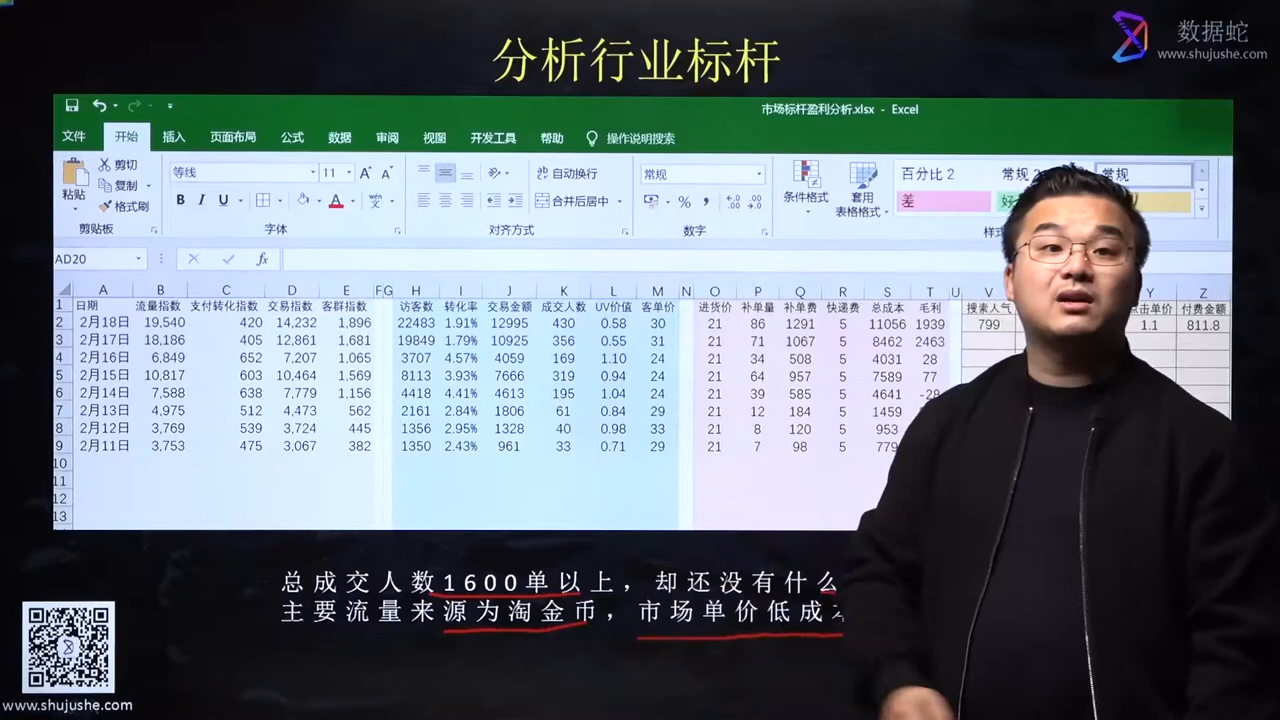 分析行业标杆
数据蛇
www.shujushe.com
市场标杆盈利分析.xlsx - Excel
文件 开始 插入 页面布局 公式 数据 审阅 视图 开发工具 帮助 操作说明搜索
粘贴 剪切 复制 格式刷 剪贴板
等线 11 B I U 字体
自动换行 合并后居中 对齐方式
常规 % 数字
条件格式 套用表格格式 百分比 2 常规 2 常规 差 好
AD20 fx
A B C D E F G H I J K L M N O P Q R S T U V Y Z
1 日期 流量指数 支付转化指数 交易指数 客群指数 访客数 转化率 交易金额 成交人数 UV价值 客单价 进货价 补单量 补单费 快递费 总成本 毛利 搜索人气 点击单价 付费金额
2 2月18日 19,540 420 14,232 1,896 22483 1.91% 12995 430 0.58 30 21 86 1291 5 11056 1939 799 1.1 811.8
3 2月17日 18,186 405 12,861 1,681 19849 1.79% 10925 356 0.55 31 21 71 1067 5 8462 2463
4 2月16日 6,849 652 7,207 1,065 3707 4.57% 4059 169 1.10 24 21 34 508 5 4031 28
5 2月15日 10,817 603 10,464 1,569 8113 3.93% 7666 319 0.94 24 21 64 957 5 7589 77
6 2月14日 7,588 638 7,779 1,156 4418 4.41% 4613 195 1.04 24 21 39 585 5 4641 -28
7 2月13日 4,975 512 4,473 562 2161 2.84% 1806 61 0.84 29 21 12 184 5 1459
8 2月12日 3,769 539 3,724 445 1356 2.95% 1328 40 0.98 33 21 8 120 5 953
9 2月11日 3,753 475 3,067 382 1350 2.43% 961 33 0.71 29 21 7 98 5 779
10
11
12
13
总成交人数1600单以上，却还没有什么
主要流量来源为淘金币，市场单价低成
www.shujushe.com